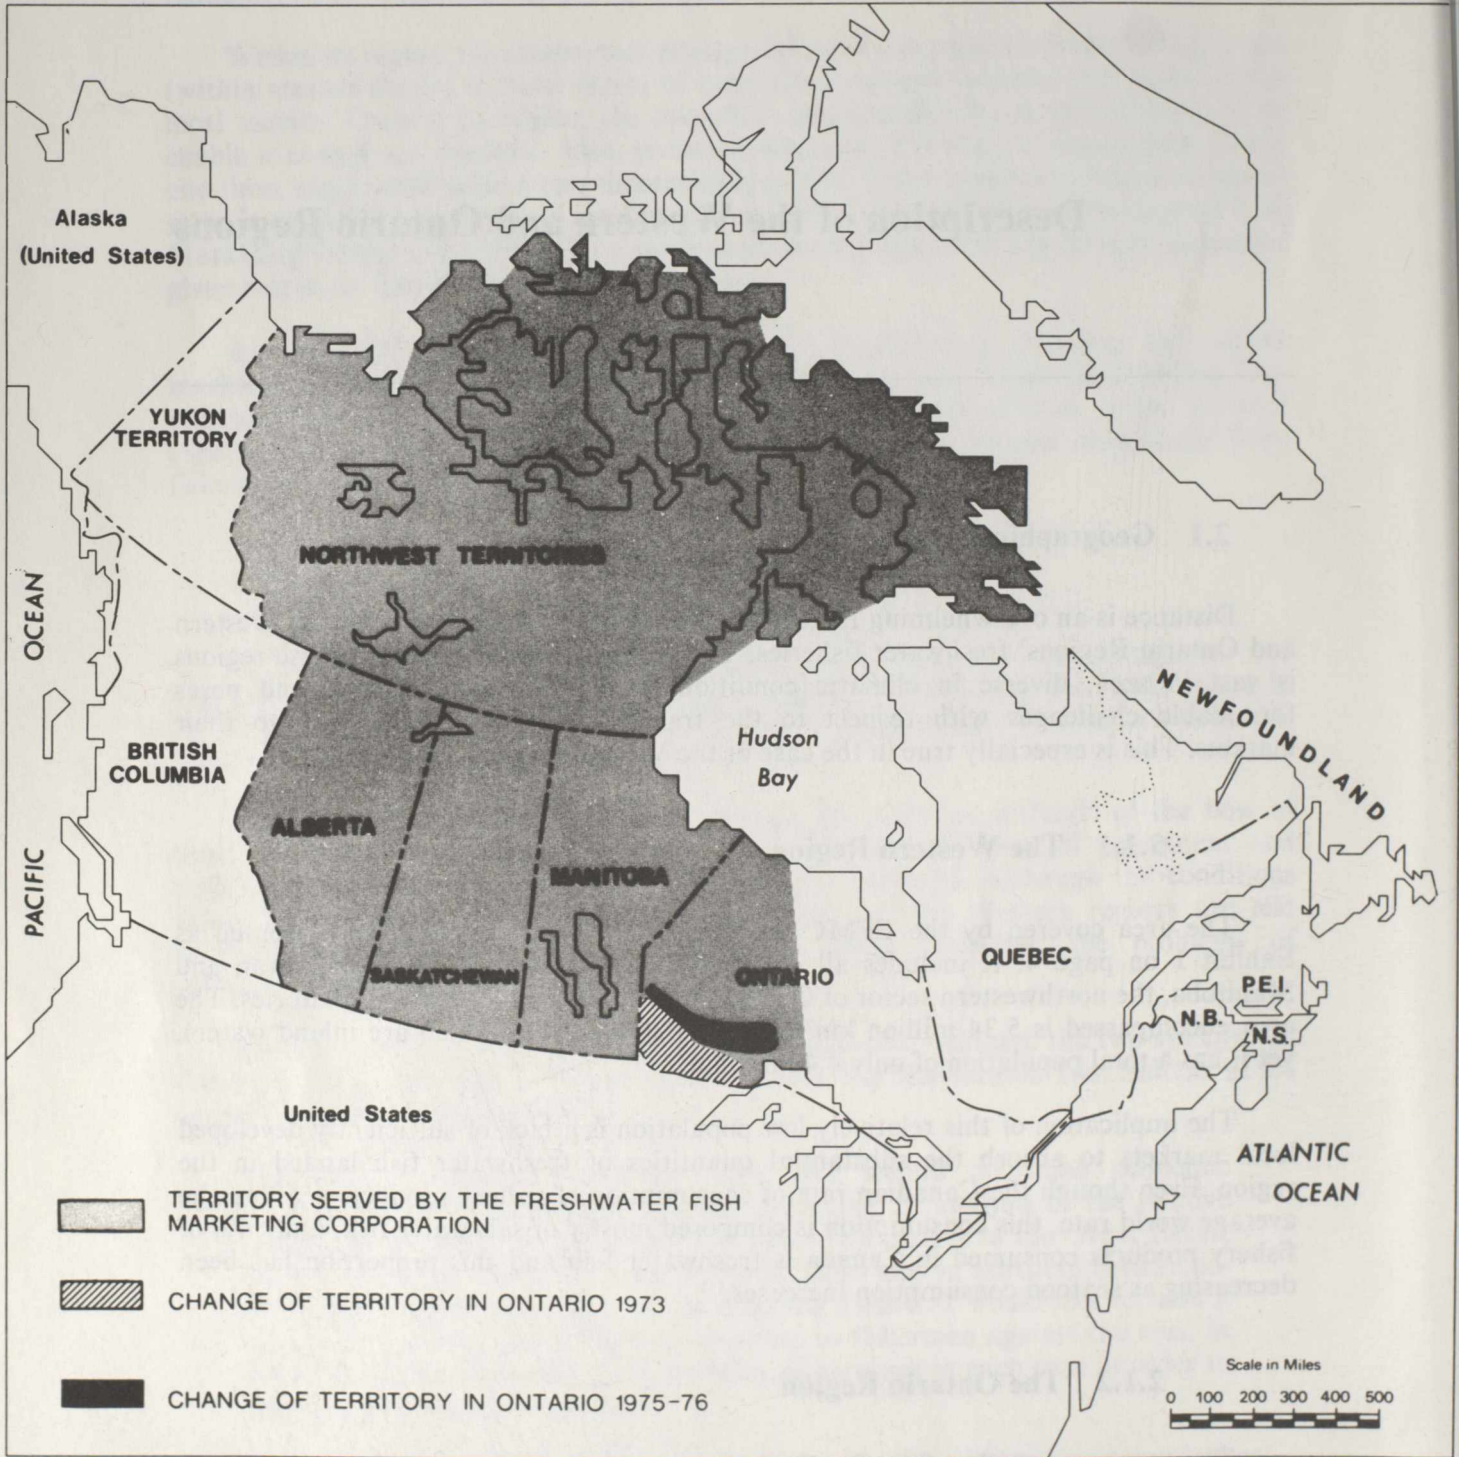 Alaska
(United States)
YUKON
TERRITORY
NORTHWEST TERRITORIES
PACIFIC OCEAN
BRITISH
COLUMBIA
ALBERTA
SASKATCHEWAN
MANITOBA
Hudson
Bay
ONTARIO
QUEBEC
NEWFOUNDLAND
P.E.I.
N.B.
N.S.
United States
ATLANTIC
OCEAN
TERRITORY SERVED BY THE FRESHWATER FISH
MARKETING CORPORATION
CHANGE OF TERRITORY IN ONTARIO 1973
CHANGE OF TERRITORY IN ONTARIO 1975-76
Scale in Miles
0 100 200 300 400 500